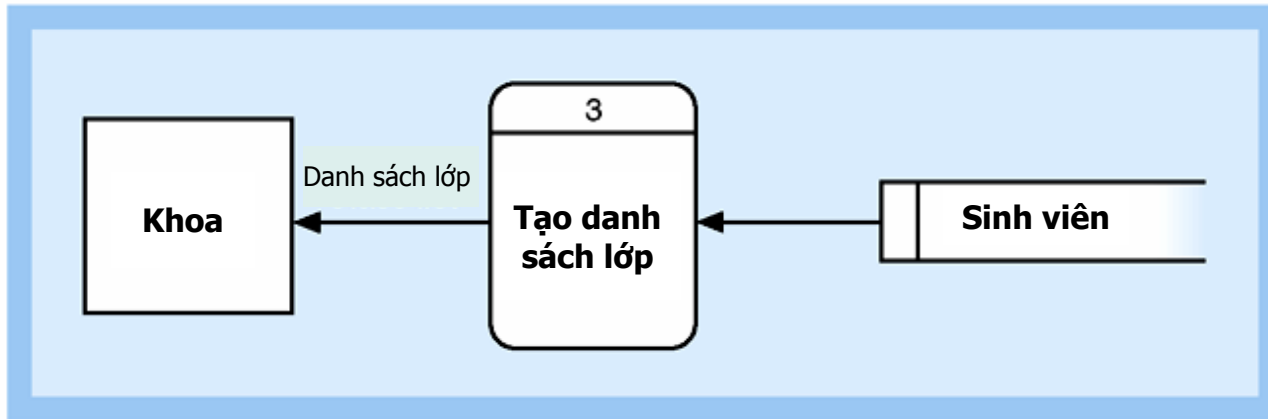 3
Danh sách lớp
Khoa
Tạo danh
sách lớp
Sinh viên